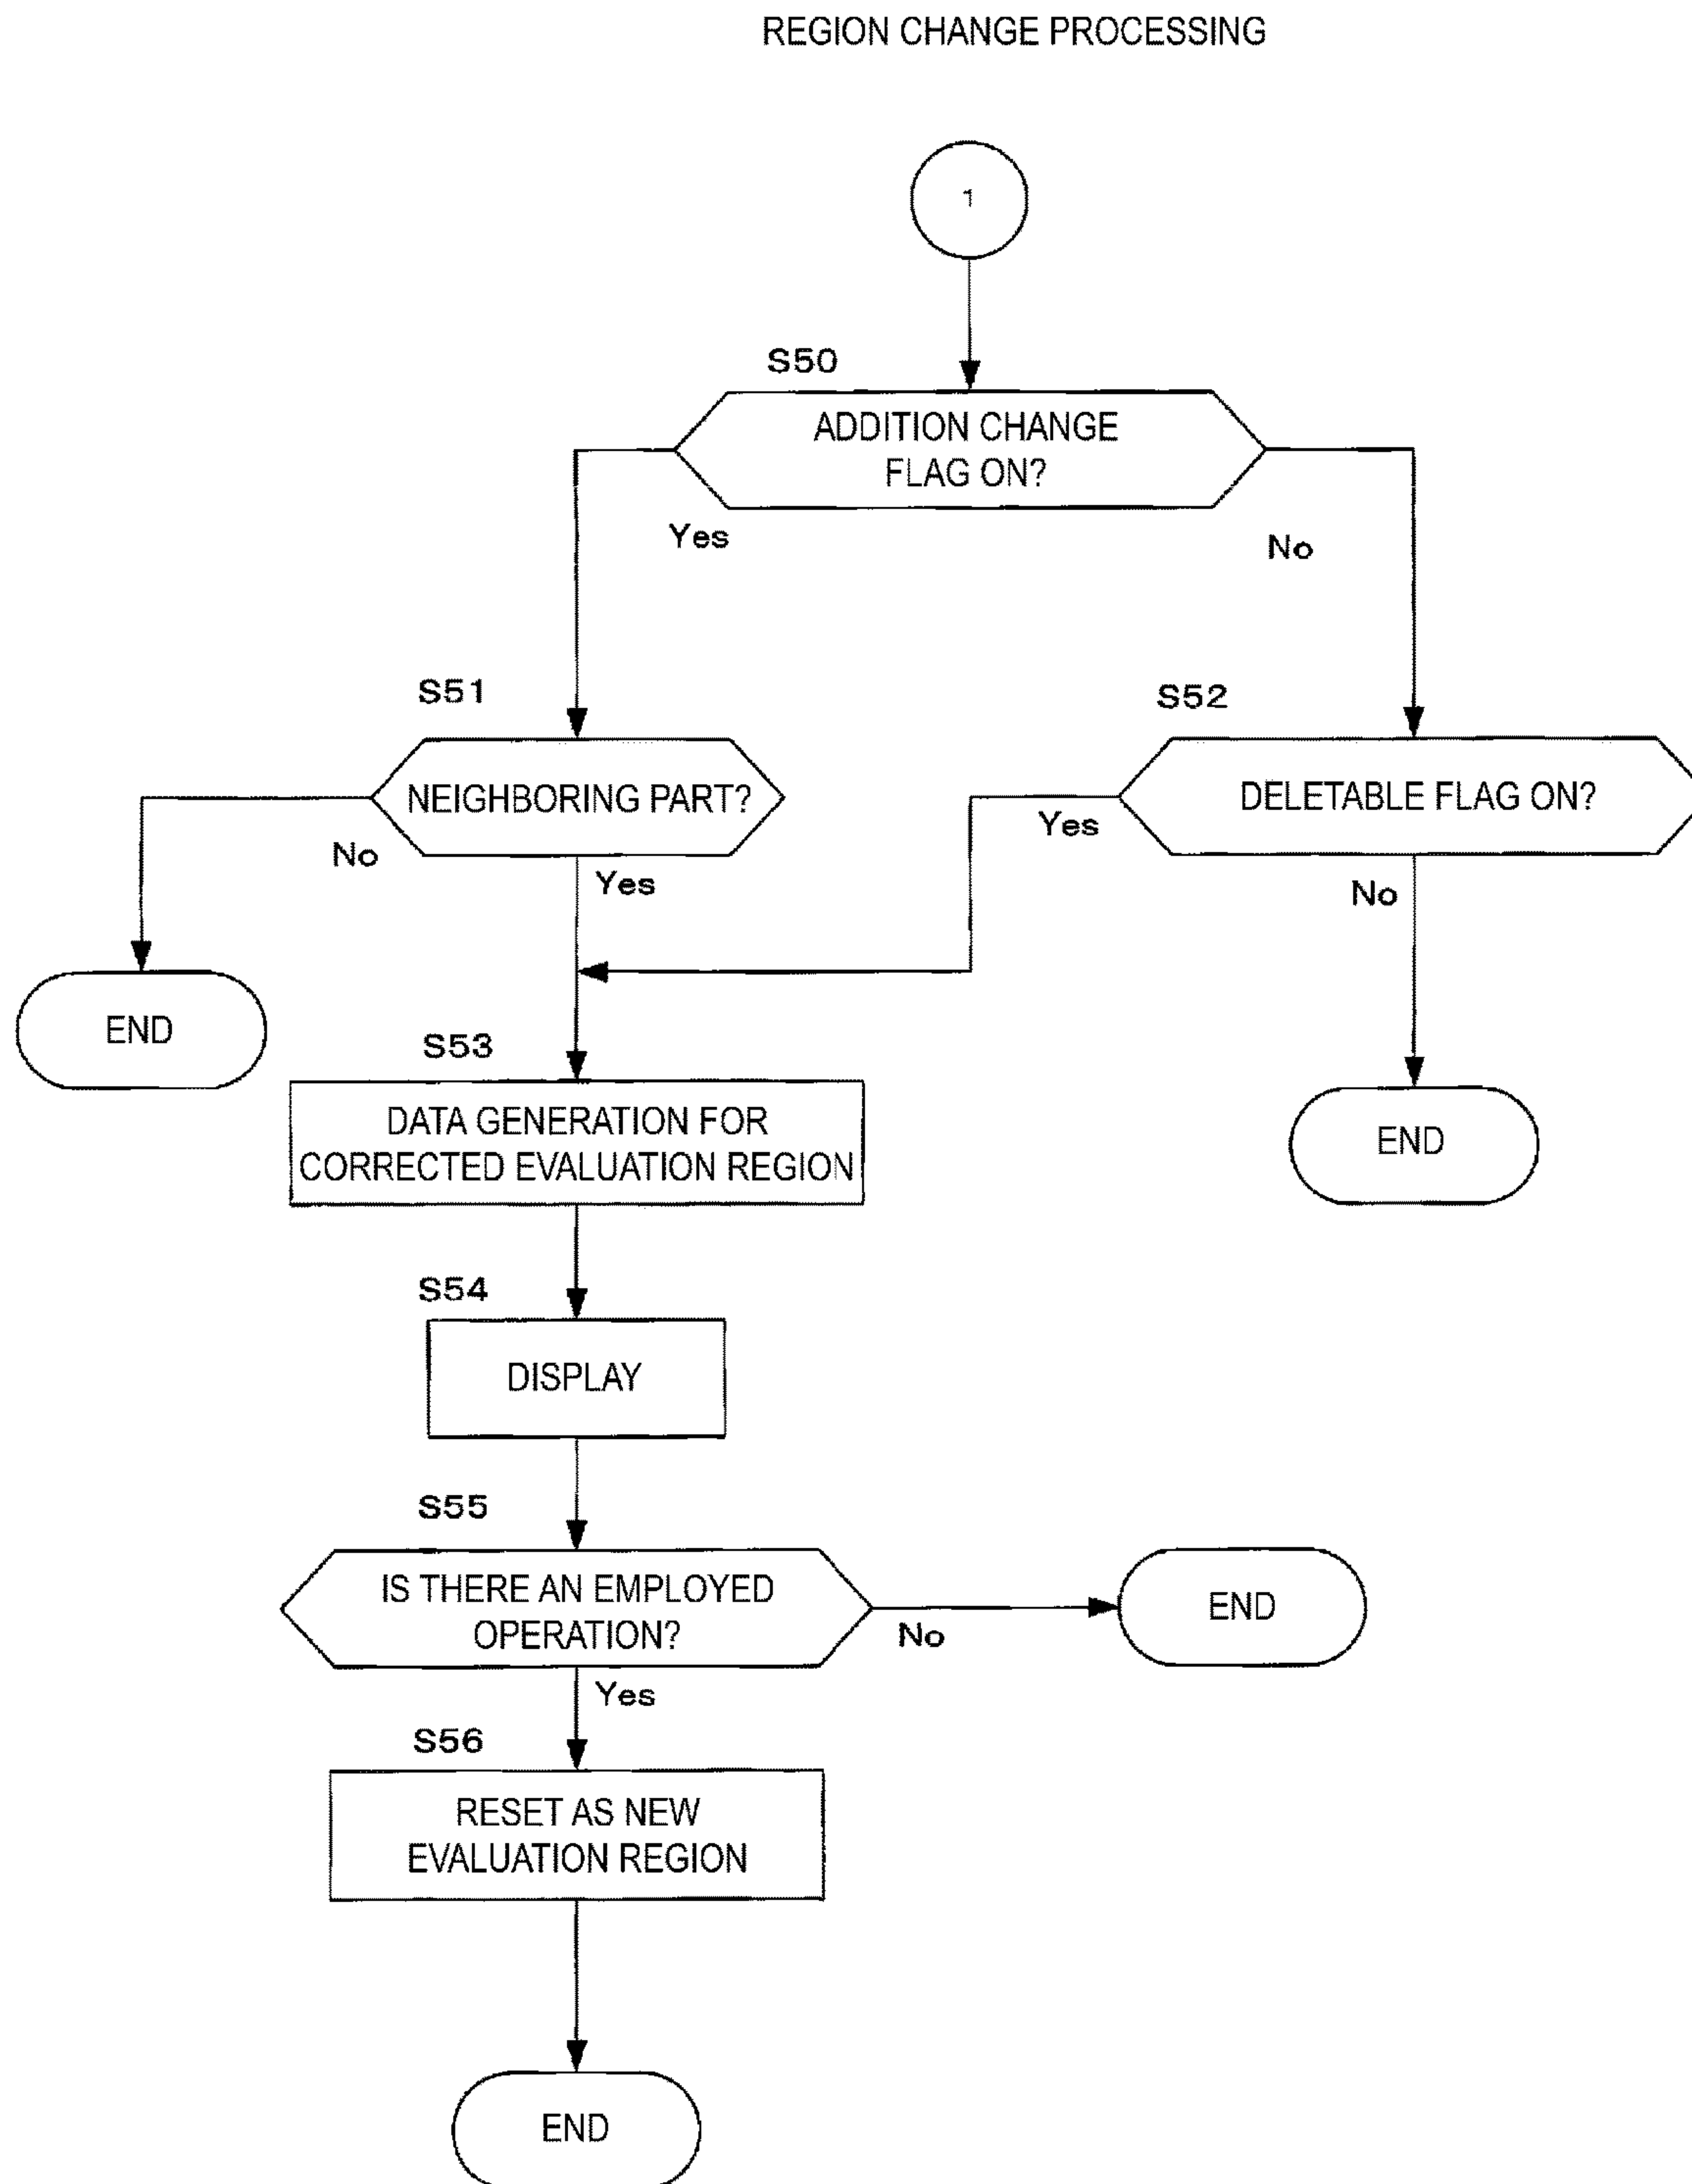 REGION CHANGE PROCESSING
1
S50
ADDITION CHANGE
FLAG ON?
Yes
No
S51
NEIGHBORING PART?
No
Yes
S52
DELETABLE FLAG ON?
Yes
No
END
END
S53
DATA GENERATION FOR
CORRECTED EVALUATION REGION
S54
DISPLAY
S55
IS THERE AN EMPLOYED
OPERATION?
No
END
Yes
S56
RESET AS NEW
EVALUATION REGION
END